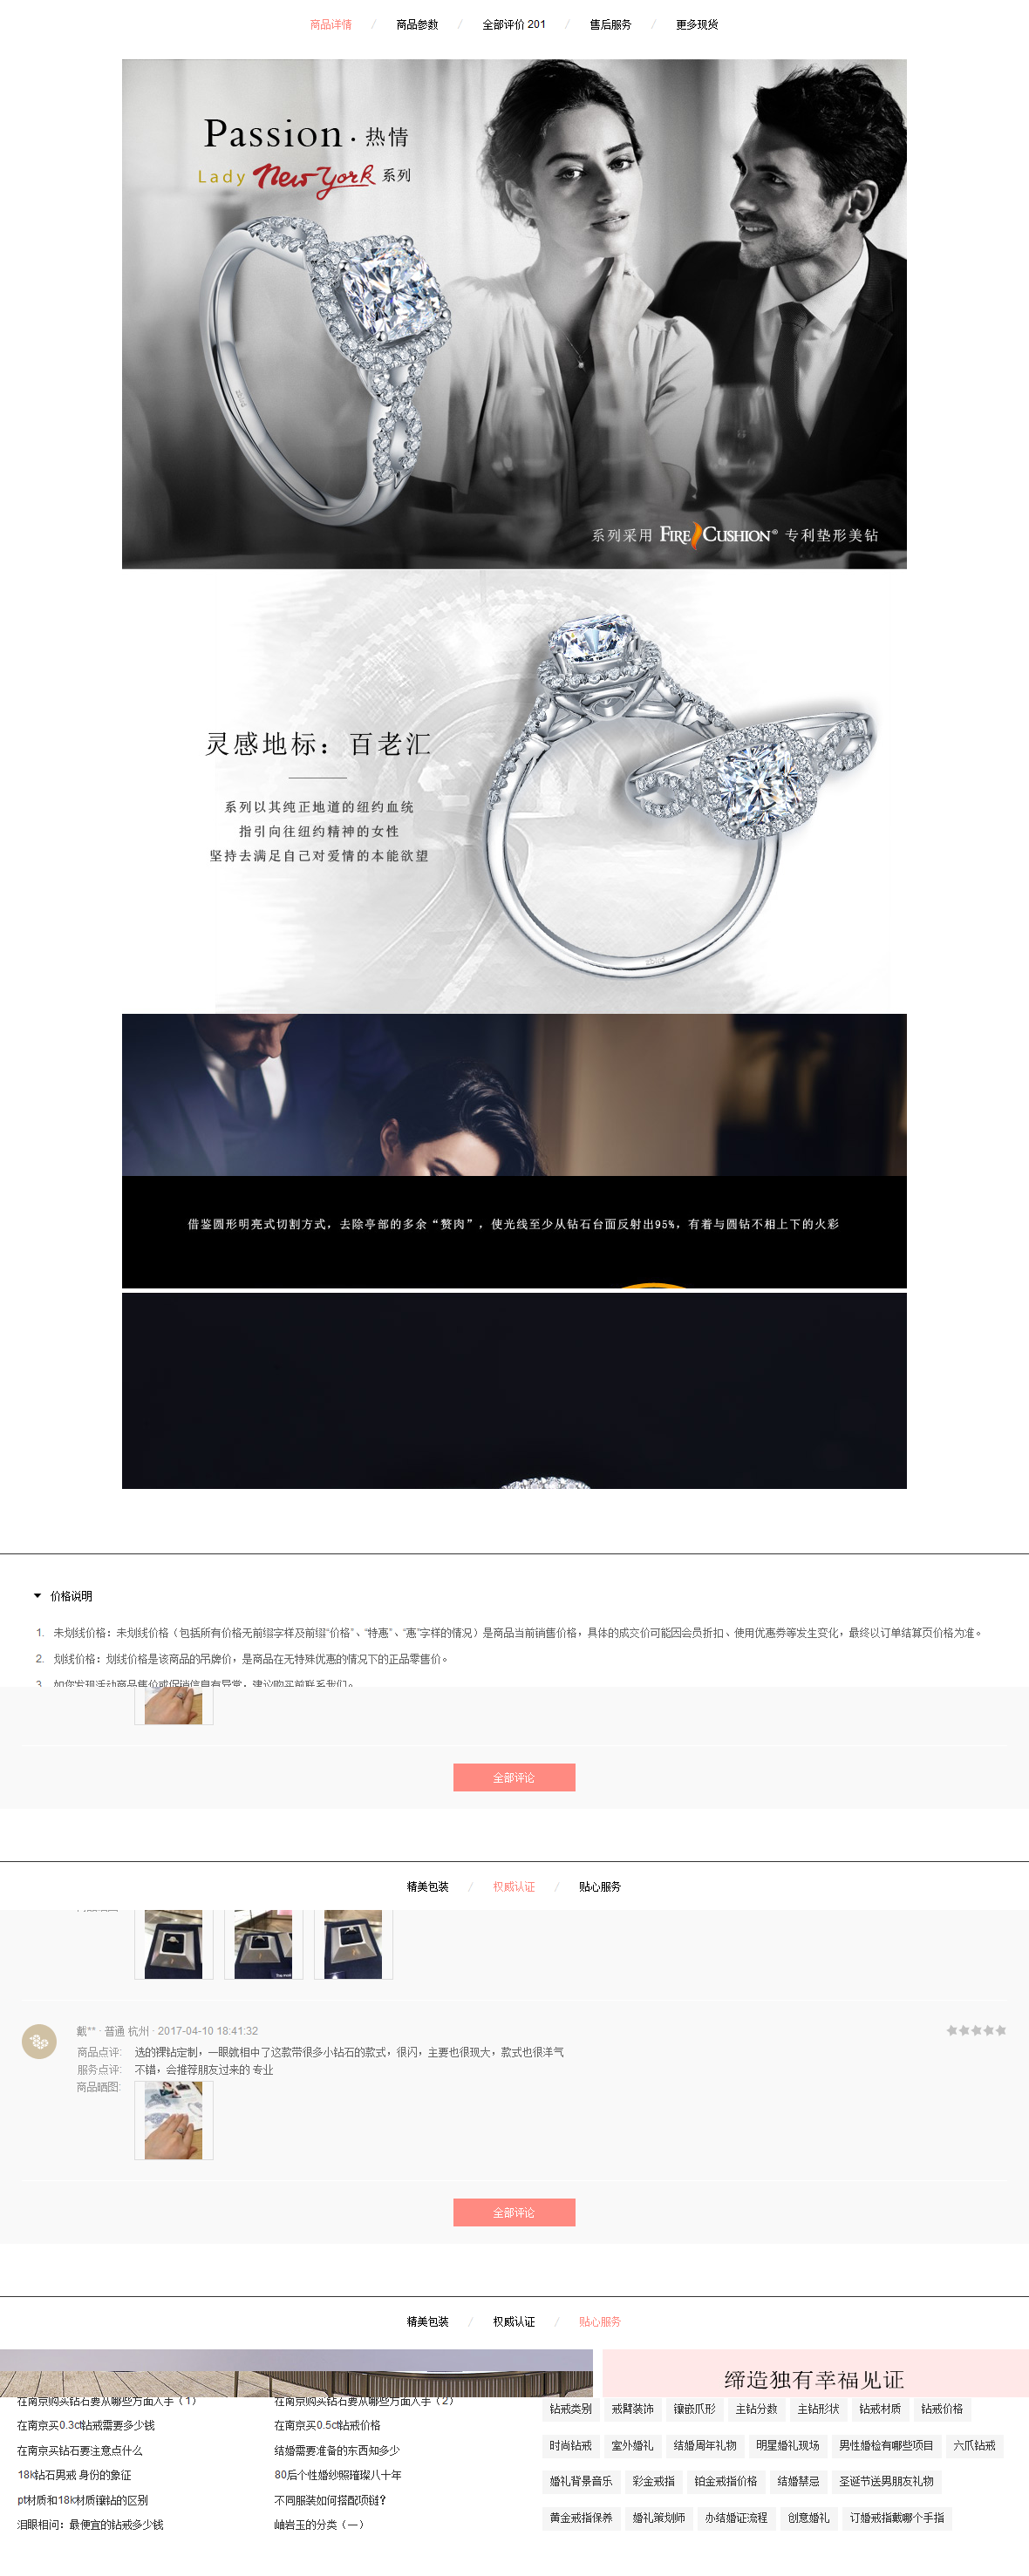 商品详情 / 商品参数 / 全部评价 201 / 售后服务 / 更多现货
Passion · 热情
Lady New York 系列
系列采用 FIRE CUSHION® 专利垫形美钻
灵感地标：百老汇
系列以其纯正地道的纽约血统
指引向往纽约精神的女性
坚持去满足自己对爱情的本能欲望
借鉴圆形明亮式切割方式，去除亭部的多余“赘肉”，使光线至少从钻石台面反射出95%，有着与圆钻不相上下的火彩
价格说明
1. 未划线价格：未划线价格（包括所有价格无前缀字样及前缀“价格”、“特惠”、“惠”字样的情况）是商品当前销售价格，具体的成交价可能因会员折扣、使用优惠券等发生变化，最终以订单结算页价格为准。
2. 划线价格：划线价格是该商品的吊牌价，是商品在无特殊优惠的情况下的正品零售价。
3. 如您发现活动商品售价或促销信息有异常，建议购买前联系我们。
全部评论
精美包装 / 权威认证 / 贴心服务
戴** · 普通 杭州 · 2017-04-10 18:41:32
商品点评: 选的裸钻定制，一眼就相中了这款带很多小钻石的款式，很闪，主要也很现大，款式也很洋气
服务点评: 不错，会推荐朋友过来的 专业
商品晒图:
全部评论
精美包装 / 权威认证 / 贴心服务
缔造独有幸福见证
在南京购买钻石要从哪些方面入手（1） 在南京购买钻石要从哪些方面入手（2） 钻戒类别 戒臂装饰 镶嵌爪形 主钻分数 主钻形状 钻戒材质 钻戒价格
在南京买0.3ct钻戒需要多少钱 在南京买0.5ct钻戒价格
在南京买钻石要注意点什么 结婚需要准备的东西知多少 时尚钻戒 室外婚礼 结婚周年礼物 明星婚礼现场 男性婚检有哪些项目 六爪钻戒
18k钻石男戒 身份的象征 80后个性婚纱照璀璨八十年 婚礼背景音乐 彩金戒指 铂金戒指价格 结婚禁忌 圣诞节送男朋友礼物
pt材质和18k材质镶钻的区别 不同服装如何搭配项链?
泪眼相问：最便宜的钻戒多少钱 岫岩玉的分类（一） 黄金戒指保养 婚礼策划师 办结婚证流程 创意婚礼 订婚戒指戴哪个手指